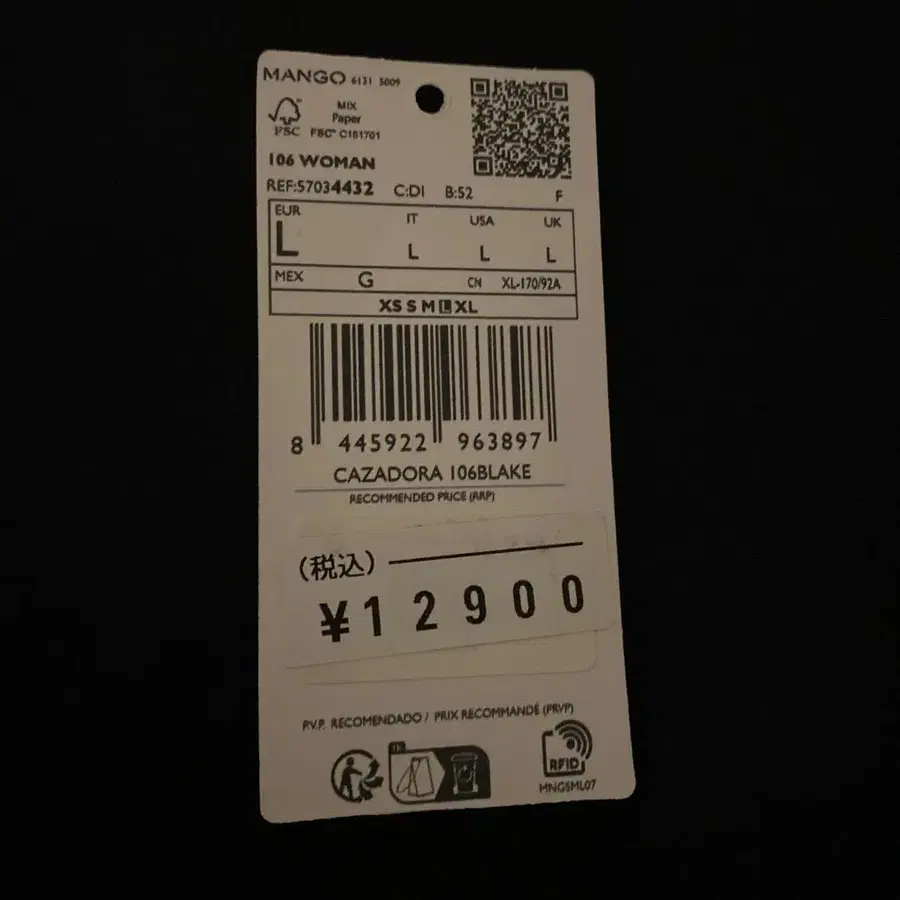 MANGO 6131 5009
FSC
MIX
Paper
FSC™ C151701
106 WOMAN
REF:57034432 C:DI B:52 F
EUR IT USA UK
L L L L
MEX G CN XL-170/92A
XS S M L XL
8 445922 963897
CAZADORA 106BLAKE
RECOMMENDED PRICE (RRP)
(税込)
¥12900
P.V.P. RECOMENDADO / PRIX RECOMMANDÉ (PRVP)
FR
RFID
MNGSML07